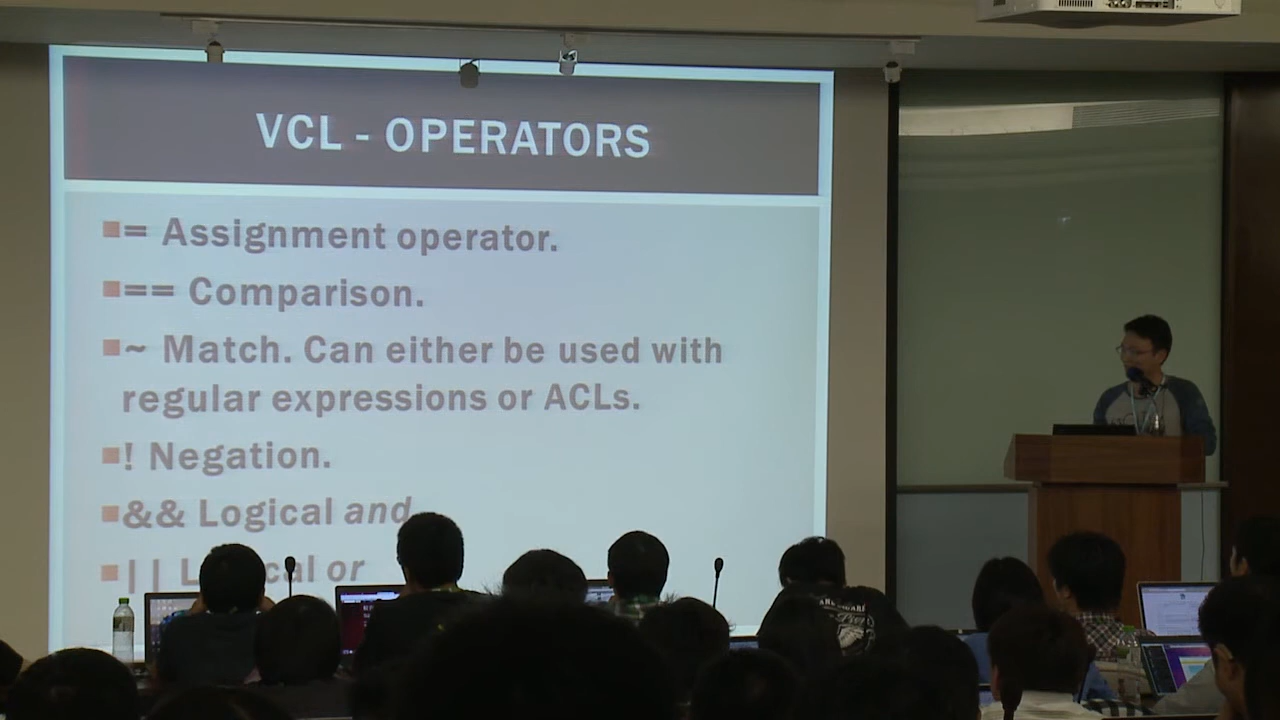 VCL - OPERATORS
= Assignment operator.
== Comparison.
~ Match. Can either be used with
regular expressions or ACLs.
! Negation.
&& Logical and
|| or